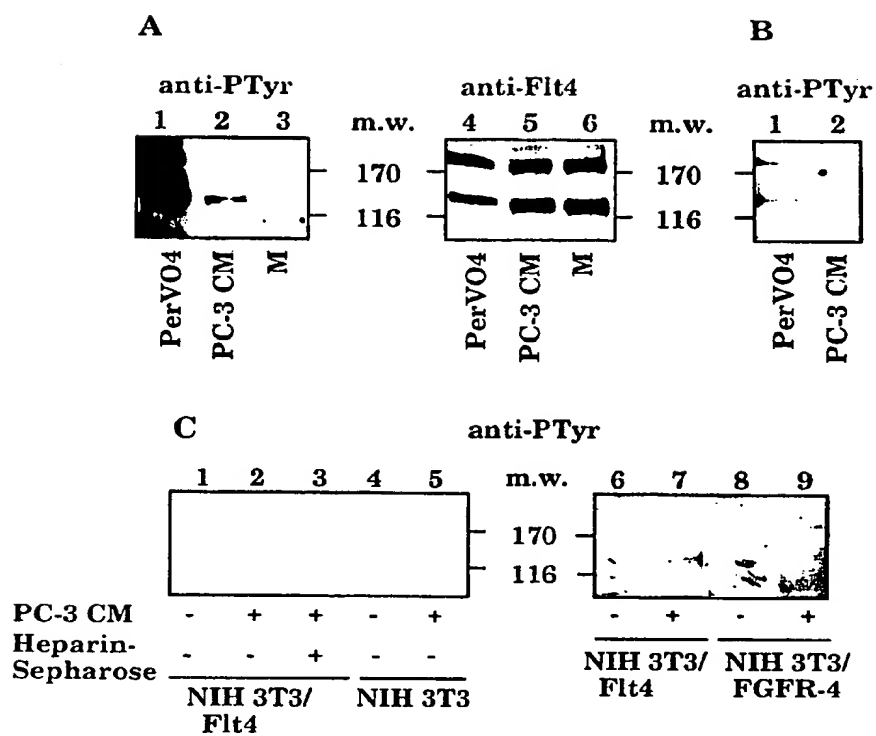 A
B
anti-PTyr
anti-Flt4
anti-PTyr
1 2 3 m.w. 4 5 6 m.w. 1 2
170 170
116 116
PerVO4
PC-3 CM
M
PerVO4
PC-3 CM
M
PerVO4
PC-3 CM
C
anti-PTyr
1 2 3 4 5 m.w. 6 7 8 9
170
116
PC-3 CM - + + - + - + - +
Heparin-
Sepharose - - + - -
NIH 3T3/
Flt4
NIH 3T3
NIH 3T3/
Flt4
NIH 3T3/
FGFR-4